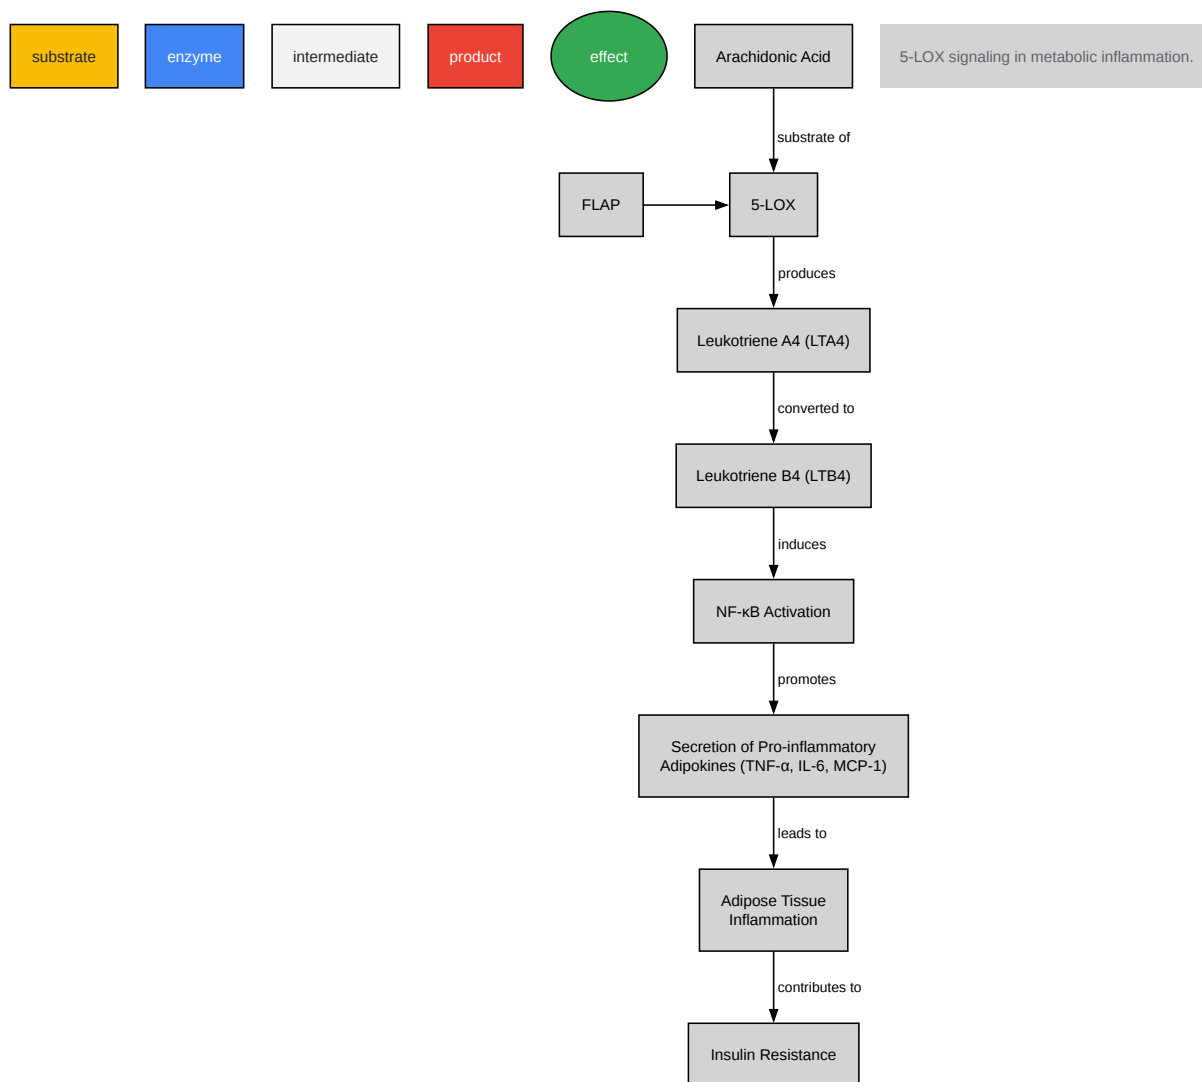 substrate
enzyme
intermediate
product
effect
Arachidonic Acid
5-LOX signaling in metabolic inflammation.
substrate of
FLAP
5-LOX
produces
Leukotriene A4 (LTA4)
converted to
Leukotriene B4 (LTB4)
induces
NF-κB Activation
promotes
Secretion of Pro-inflammatory
Adipokines (TNF-α, IL-6, MCP-1)
leads to
Adipose Tissue
Inflammation
contributes to
Insulin Resistance